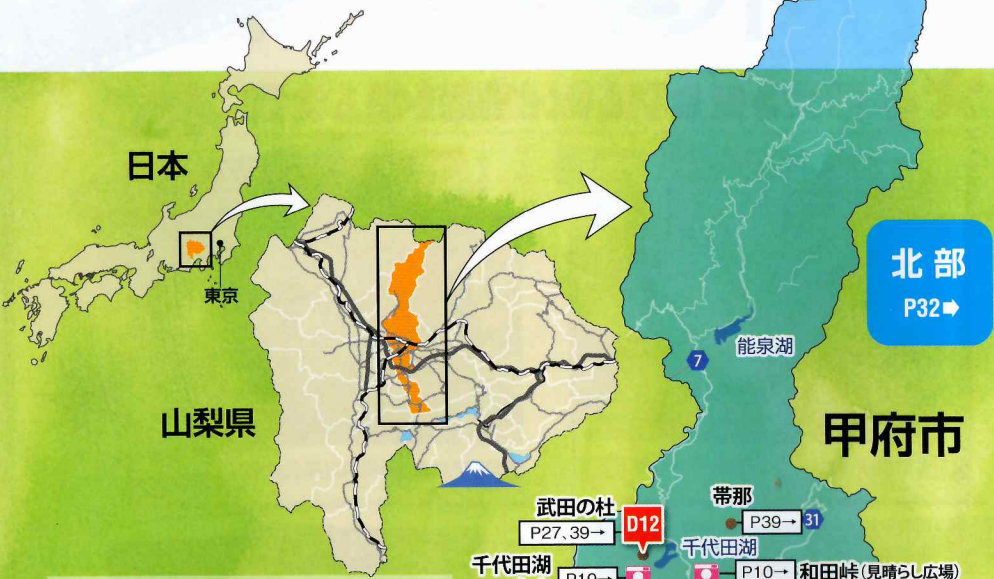 日本
東京
山梨県
北部
P32➡
能泉湖
7
甲府市
武田の杜
P27、39→
D12
帯那
P39→
31
千代田湖
千代田湖
P10→
P10→
和田峠(見晴らし広場)